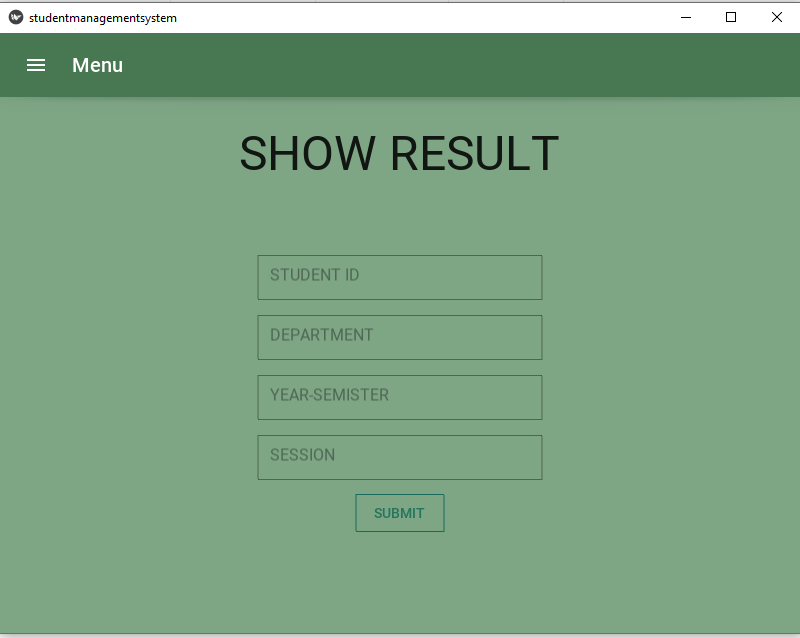 studentmanagementsystem
Menu
SHOW RESULT
STUDENT ID
DEPARTMENT
YEAR-SEMISTER
SESSION
SUBMIT